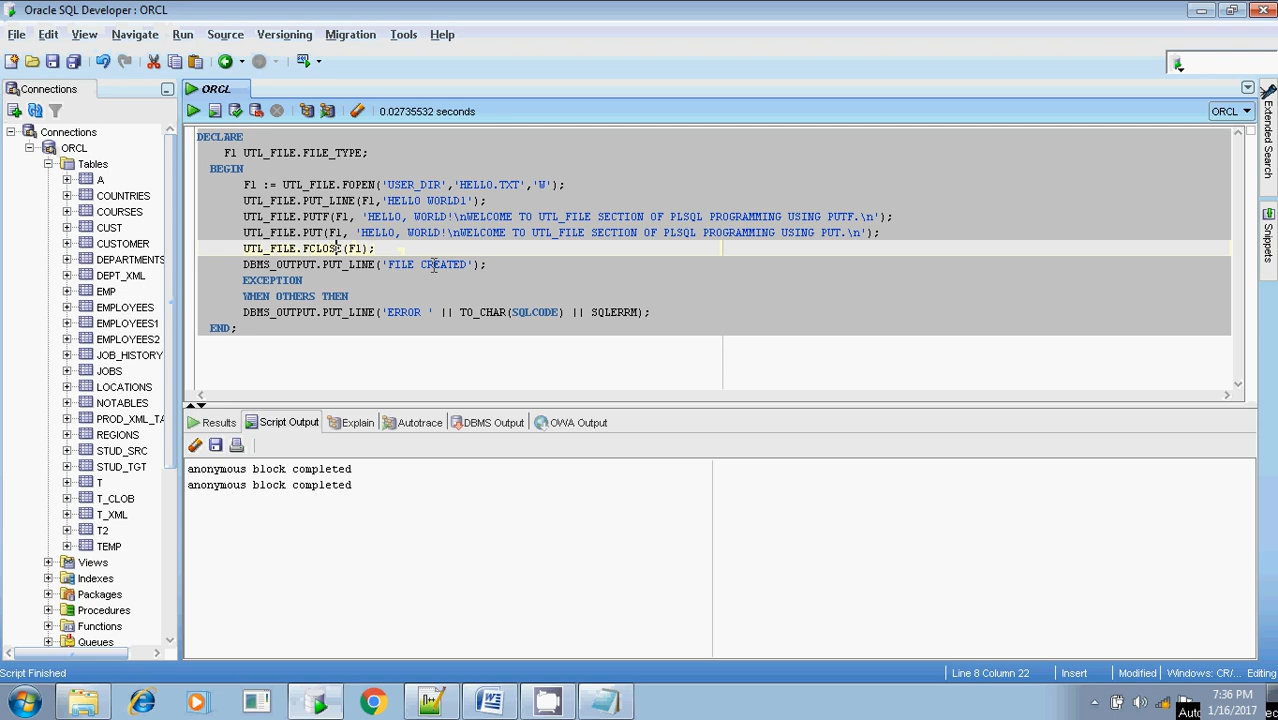 Oracle SQL Developer : ORCL
File Edit View Navigate Run Source Versioning Migration Tools Help
Connections
ORCL
0.02735532 seconds
ORCL
Extended Search
Snippets
Connections
ORCL
Tables
A
COUNTRIES
COURSES
CUST
CUSTOMER
DEPARTMENTS
DEPT_XML
EMP
EMPLOYEES
EMPLOYEES1
EMPLOYEES2
JOB_HISTORY
JOBS
LOCATIONS
NOTABLES
PROD_XML_TA
REGIONS
STUD_SRC
STUD_TGT
T
T_CLOB
T_XML
T2
TEMP
Views
Indexes
Packages
Procedures
Functions
Queues
DECLARE
F1 UTL_FILE.FILE_TYPE;
BEGIN
F1 := UTL_FILE.FOPEN('USER_DIR','HELLO.TXT','W');
UTL_FILE.PUT_LINE(F1,'HELLO WORLD1');
UTL_FILE.PUTF(F1, 'HELLO, WORLD!\nWELCOME TO UTL_FILE SECTION OF PLSQL PROGRAMMING USING PUTF.\n');
UTL_FILE.PUT(F1, 'HELLO, WORLD!\nWELCOME TO UTL_FILE SECTION OF PLSQL PROGRAMMING USING PUT.\n');
UTL_FILE.FCLOSE(F1);
DBMS_OUTPUT.PUT_LINE('FILE CREATED');
EXCEPTION
WHEN OTHERS THEN
DBMS_OUTPUT.PUT_LINE('ERROR ' || TO_CHAR(SQLCODE) || SQLERRM);
END;
Results Script Output Explain Autotrace DBMS Output OWA Output
anonymous block completed
anonymous block completed
Script Finished
Line 8 Column 22 Insert Modified Windows: CR/... Editing
7:36 PM
1/16/2017